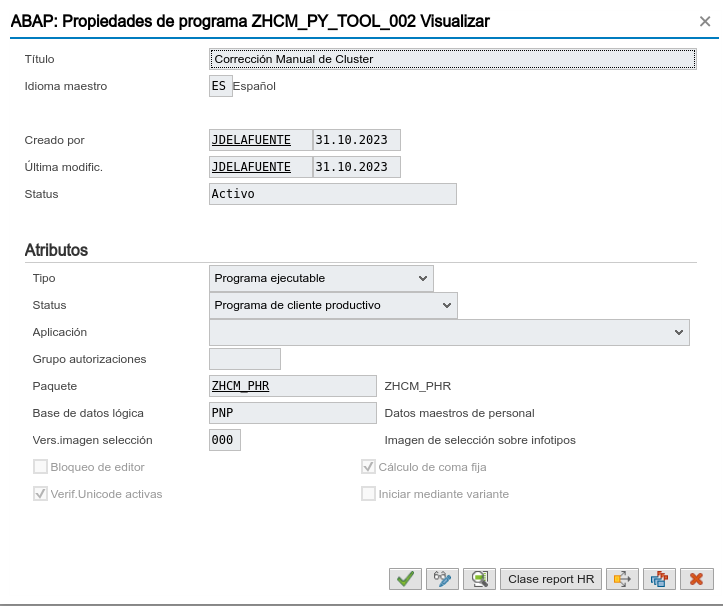 ABAP: Propiedades de programa ZHCM_PY_TOOL_002 Visualizar
Título Corrección Manual de Cluster
Idioma maestro ES Español
Creado por JDELAFUENTE 31.10.2023
Última modific. JDELAFUENTE 31.10.2023
Status Activo
Atributos
Tipo Programa ejecutable
Status Programa de cliente productivo
Aplicación
Grupo autorizaciones
Paquete ZHCM_PHR ZHCM_PHR
Base de datos lógica PNP Datos maestros de personal
Vers.imagen selección 000 Imagen de selección sobre infotipos
Bloqueo de editor Cálculo de coma fija
Verif.Unicode activas Iniciar mediante variante
Clase report HR